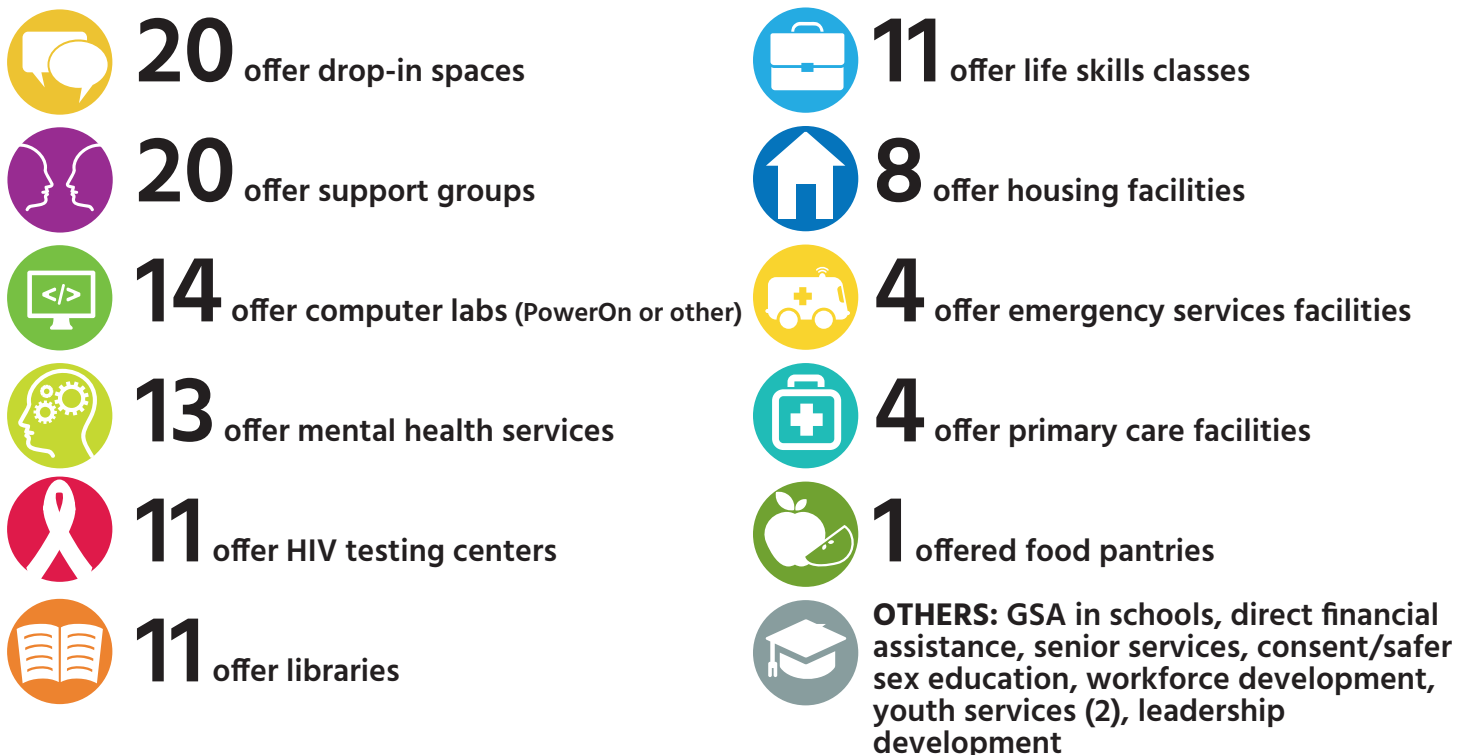 20 offer drop-in spaces
20 offer support groups
14 offer computer labs (PowerOn or other)
</>
13 offer mental health services
11 offer HIV testing centers
11 offer libraries
11 offer life skills classes
8 offer housing facilities
4 offer emergency services facilities
4 offer primary care facilities
1 offered food pantries
OTHERS: GSA in schools, direct financial
assistance, senior services, consent/safer
sex education, workforce development,
youth services (2), leadership
development